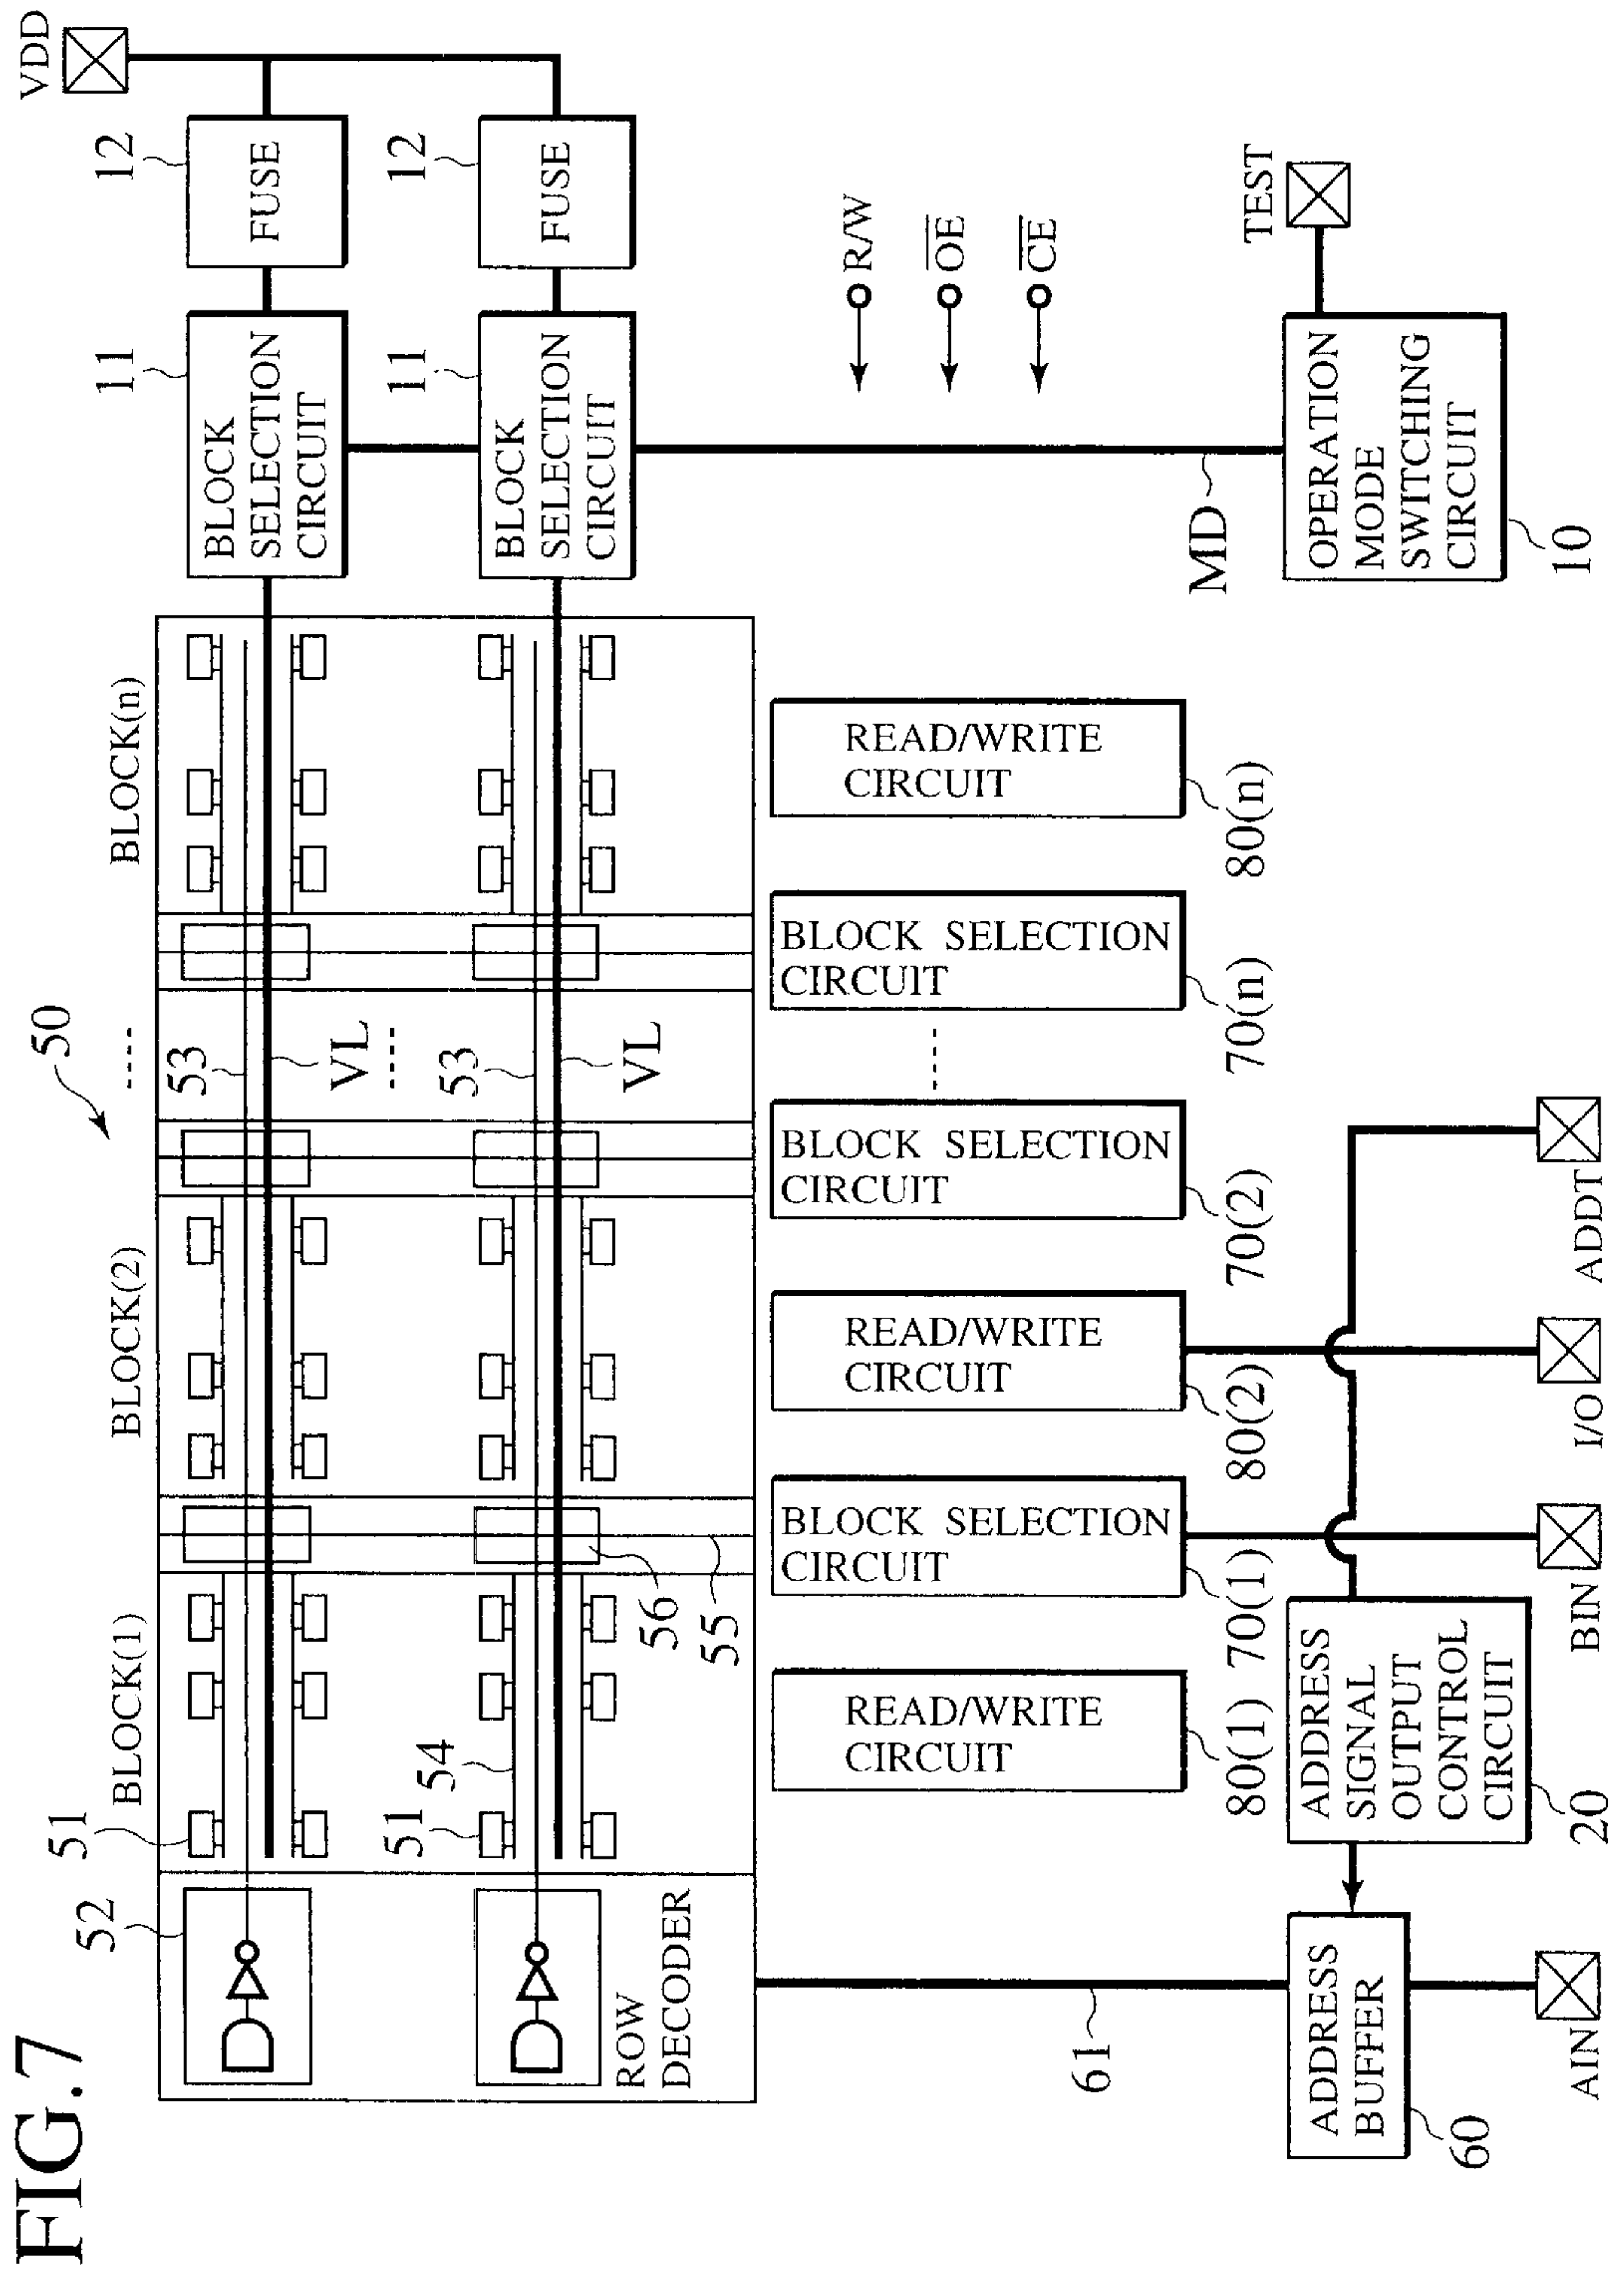 FIG.7
50
BLOCK(1)
BLOCK(2)
----
BLOCK(n)
VDD
51
52
53
VL
----
11
12
BLOCK
SELECTION
CIRCUIT
FUSE
51
54
53
VL
11
12
BLOCK
SELECTION
CIRCUIT
FUSE
ROW
DECODER
56
55
READ/WRITE
CIRCUIT
BLOCK SELECTION
CIRCUIT
READ/WRITE
CIRCUIT
BLOCK SELECTION
CIRCUIT
----
BLOCK SELECTION
CIRCUIT
READ/WRITE
CIRCUIT
R/W
OE
CE
61
80(1)
70(1)
80(2)
70(2)
70(n)
80(n)
MD
TEST
ADDRESS
BUFFER
60
ADDRESS
SIGNAL
OUTPUT
CONTROL
CIRCUIT
20
OPERATION
MODE
SWITCHING
CIRCUIT
10
AIN
BIN
I/O
ADDT